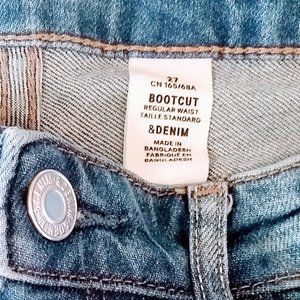 27
CN 165/68A
BOOTCUT
REGULAR WAIST
TAILLE STANDARD
&DENIM
MADE IN
BANGLADESH
FABRIQUÉ EN
BANGLADESH